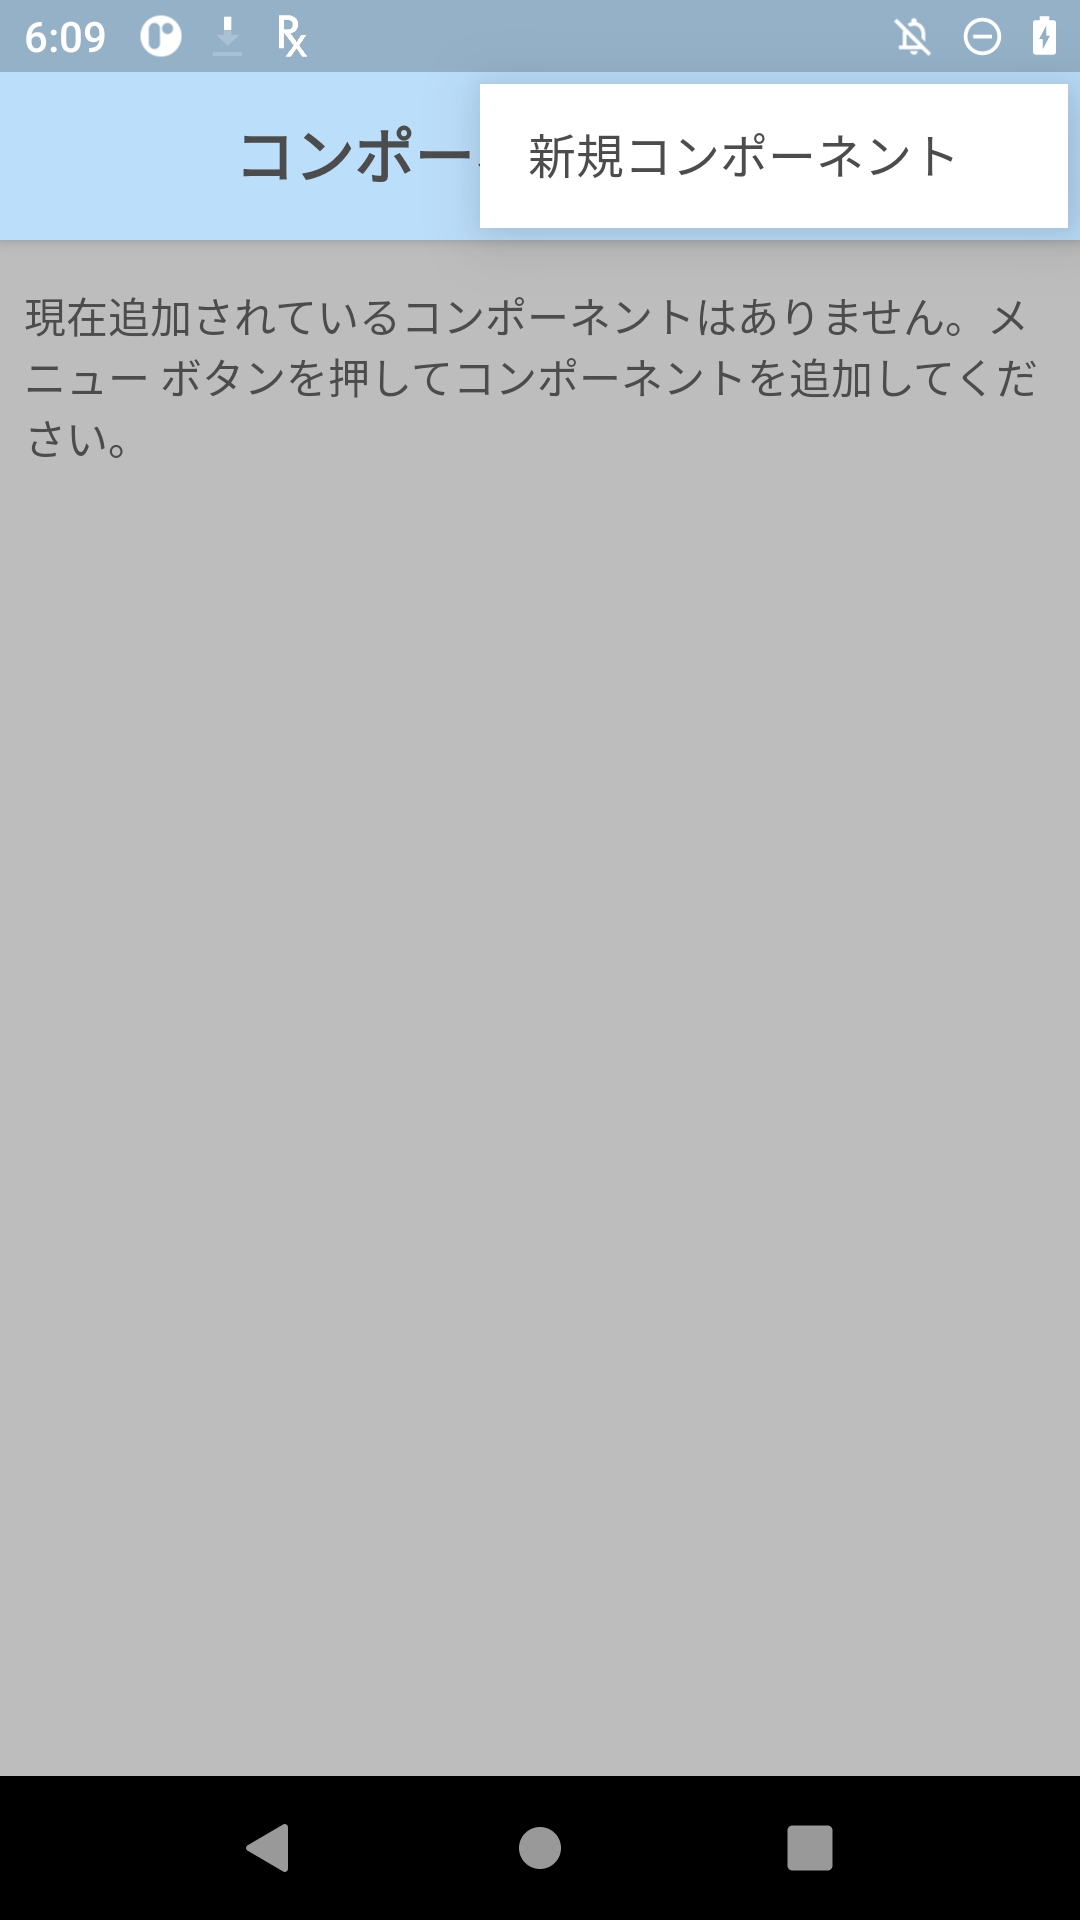 6:09
コンポー
新規コンポーネント
現在追加されているコンポーネントはありません。メ
ニュー ボタンを押してコンポーネントを追加してくだ
さい。